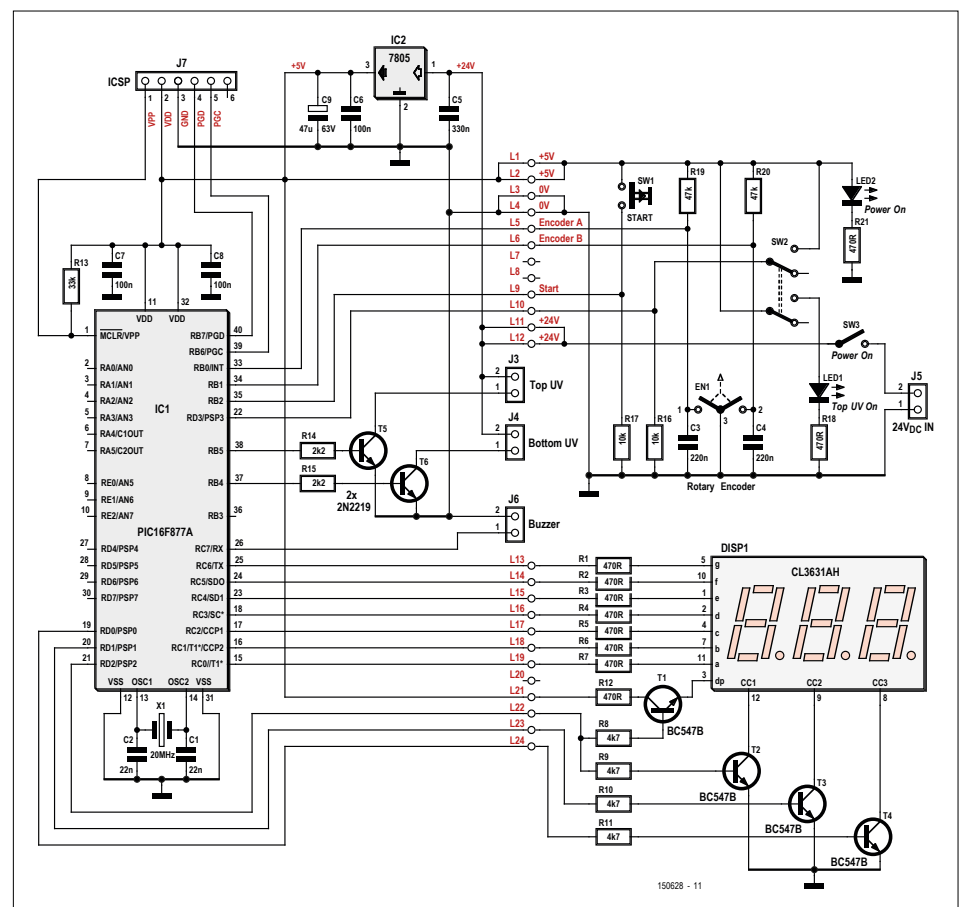 IC2
7805
3
1
2
+5V
+24V
J7
ICSP
1 2 3 4 5 6
VPP
VDD
GND
PGD
PGC
C9
47u
63V
C6
100n
C5
330n
R13
33k
C7
100n
C8
100n
11
32
VDD
VDD
IC1
PIC16F877A
1
MCLR/VPP
2
RA0/AN0
3
RA1/AN1
4
RA2/AN2
5
RA3/AN3
6
RA4/C1OUT
7
RA5/C2OUT
8
RE0/AN5
9
RE1/AN6
10
RE2/AN7
27
RD4/PSP4
28
RD5/PSP5
29
RD6/PSP6
30
RD7/PSP7
19
RD0/PSP0
20
RD1/PSP1
21
RD2/PSP2
RB7/PGD
40
RB6/PGC
39
RB0/INT
33
RB1
34
RB2
35
RD3/PSP3
22
RB5
38
RB4
37
RB3
36
RC7/RX
26
RC6/TX
25
RC5/SDO
24
RC4/SD1
23
RC3/SC*
18
RC2/CCP1
17
RC1/T1*/CCP2
16
RC0//T1*
15
VSS
OSC1
OSC2
VSS
12
13
14
31
X1
20MHz
C2
22n
C1
22n
L1
+5V
L2
+5V
L3
0V
L4
0V
L5
Encoder A
L6
Encoder B
L7
L8
L9
Start
L10
L11
+24V
L12
+24V
R14
2k2
R15
2k2
T5
T6
2x
2N2219
J3
2
1
Top UV
J4
2
1
Bottom UV
J6
2
1
Buzzer
SW1
START
R19
47k
R20
47k
LED2
Power On
R21
470R
SW2
SW3
Power On
LED1
Top UV On
R18
470R
J5
2
1
24VDC IN
R17
10k
R16
10k
EN1
1
2
3
C3
220n
C4
220n
Rotary Encoder
L13
L14
L15
L16
L17
L18
L19
L20
L21
L22
L23
L24
R1
470R
R2
470R
R3
470R
R4
470R
R5
470R
R6
470R
R7
470R
R12
470R
R8
4k7
R9
4k7
R10
4k7
R11
4k7
T1
BC547B
T2
BC547B
T3
BC547B
T4
BC547B
DISP1
CL3631AH
5
g
10
f
1
e
2
d
4
c
7
b
11
a
3
dp
CC1
CC2
CC3
12
9
8
150628 - 11